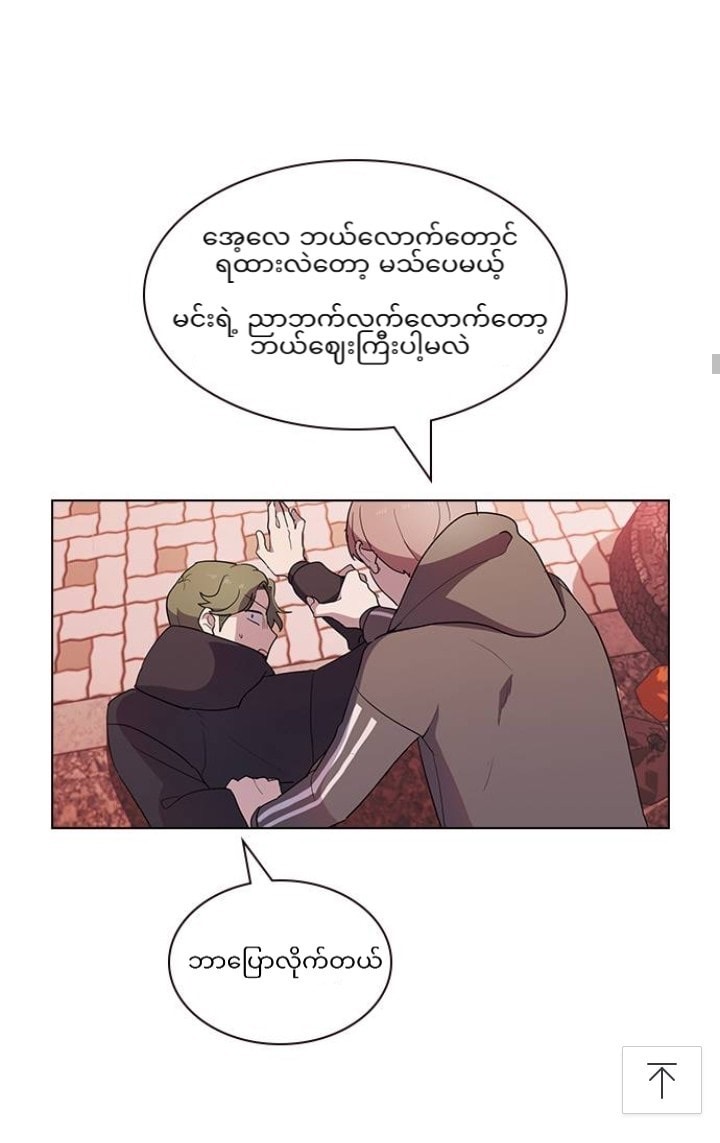 အေ့လေ ဘယ်လောက်တောင်
ရထားလဲတော့ မသိပေမယ့်
မင်းရဲ့ ညာဘက်လက်လောက်တော့
ဘယ်ဈေးကြီးပါ့မလဲ
ဘာပြောလိုက်တယ်